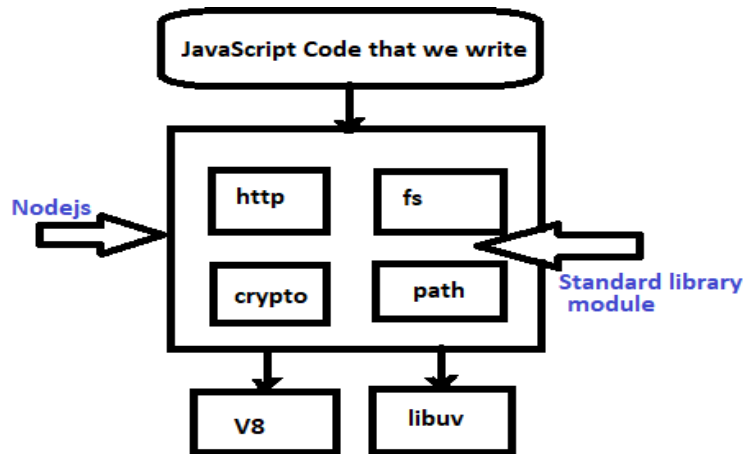 JavaScript Code that we write
http
fs
Nodejs
crypto
path
Standard library
module
V8
libuv